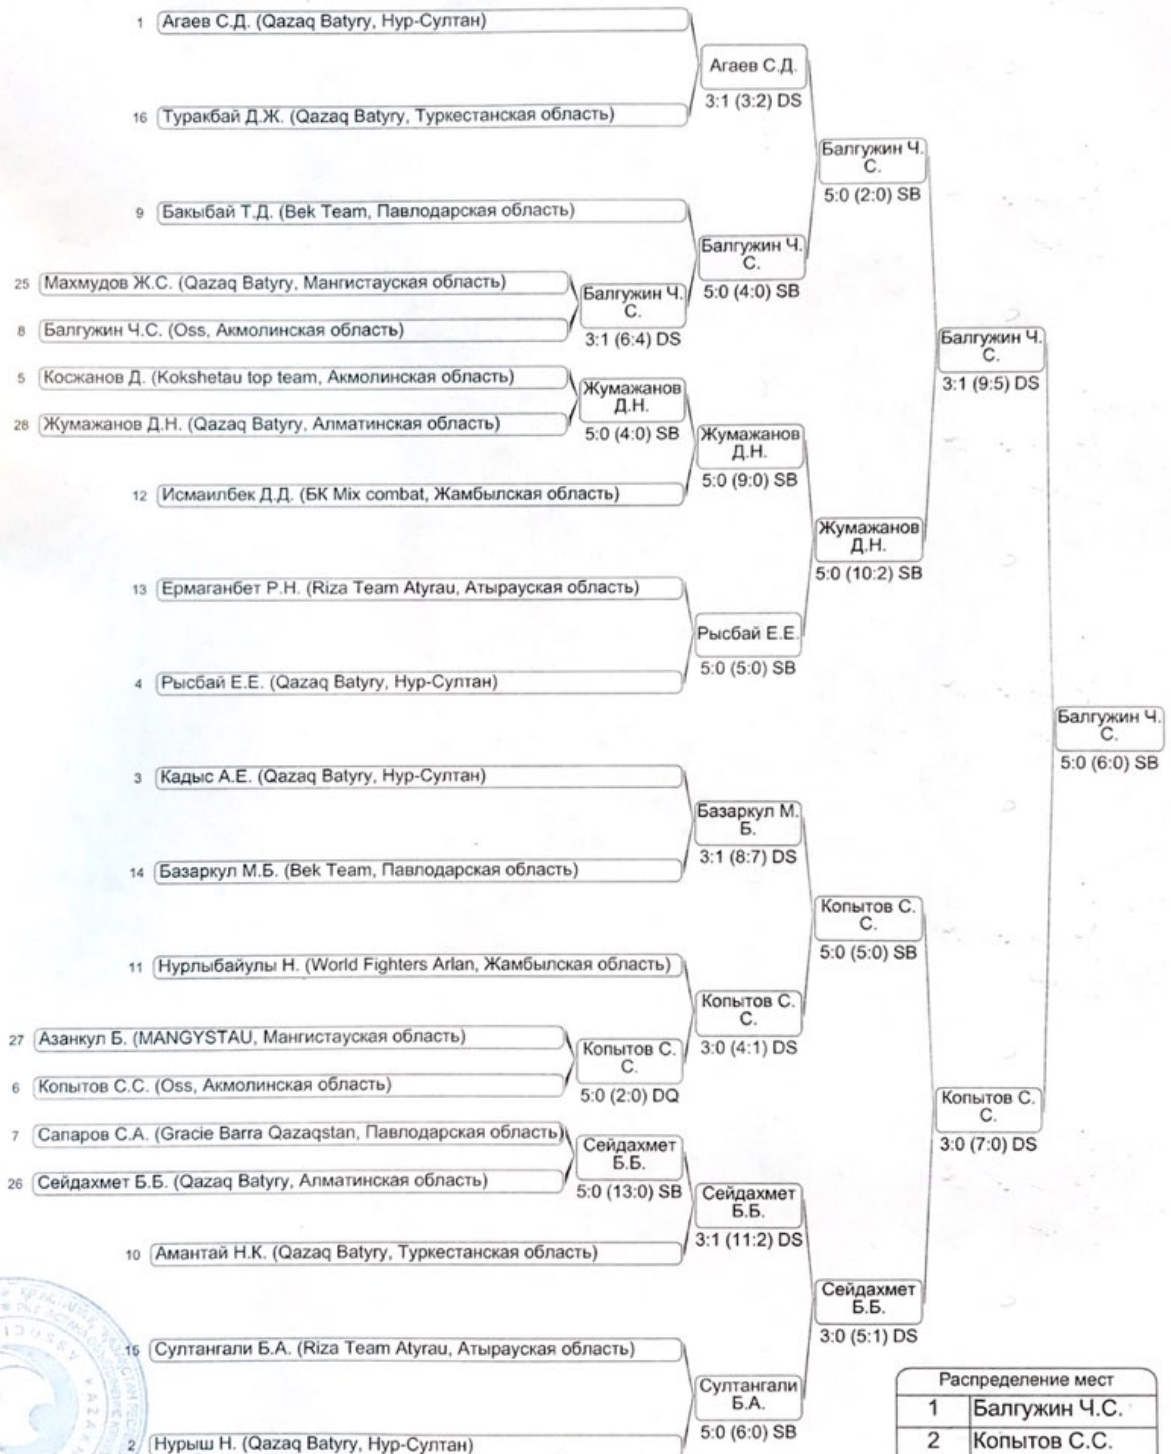 1 Агаев С.Д. (Qazaq Batyry, Нур-Султан)
Агаев С.Д.
3:1 (3:2) DS
16 Туракбай Д.Ж. (Qazaq Batyry, Туркестанская область)
Балгужин Ч.
С.
5:0 (2:0) SB
9 Бакыбай Т.Д. (Bek Team, Павлодарская область)
Балгужин Ч.
С.
5:0 (4:0) SB
25 Махмудов Ж.С. (Qazaq Batyry, Мангистауская область)
Балгужин Ч.
С.
3:1 (6:4) DS
8 Балгужин Ч.С. (Oss, Акмолинская область)
Балгужин Ч.
С.
3:1 (9:5) DS
5 Косжанов Д. (Kokshetau top team, Акмолинская область)
Жумажанов
Д.Н.
5:0 (4:0) SB
28 Жумажанов Д.Н. (Qazaq Batyry, Алматинская область)
Жумажанов
Д.Н.
5:0 (9:0) SB
12 Исмаилбек Д.Д. (БК Mix combat, Жамбылская область)
Жумажанов
Д.Н.
5:0 (10:2) SB
13 Ермаганбет Р.Н. (Riza Team Atyrau, Атырауская область)
Рысбай Е.Е.
5:0 (5:0) SB
4 Рысбай Е.Е. (Qazaq Batyry, Нур-Султан)
Балгужин Ч.
С.
5:0 (6:0) SB
3 Кадыс А.Е. (Qazaq Batyry, Нур-Султан)
Базаркул М.
Б.
3:1 (8:7) DS
14 Базаркул М.Б. (Bek Team, Павлодарская область)
Копытов С.
С.
5:0 (5:0) SB
11 Нурлыбайулы Н. (World Fighters Arlan, Жамбылская область)
Копытов С.
С.
3:0 (4:1) DS
27 Азанкул Б. (MANGYSTAU, Мангистауская область)
Копытов С.
С.
5:0 (2:0) DQ
6 Копытов С.С. (Oss, Акмолинская область)
Копытов С.
С.
3:0 (7:0) DS
7 Сапаров С.А. (Gracie Barra Qazaqstan, Павлодарская область)
Сейдахмет
Б.Б.
5:0 (13:0) SB
26 Сейдахмет Б.Б. (Qazaq Batyry, Алматинская область)
Сейдахмет
Б.Б.
3:1 (11:2) DS
10 Амантай Н.К. (Qazaq Batyry, Туркестанская область)
Сейдахмет
Б.Б.
3:0 (5:1) DS
15 Султангали Б.А. (Riza Team Atyrau, Атырауская область)
Султангали
Б.А.
5:0 (6:0) SB
2 Нурыш Н. (Qazaq Batyry, Нур-Султан)
Распределение мест
1 Балгужин Ч.С.
2 Копытов С.С.